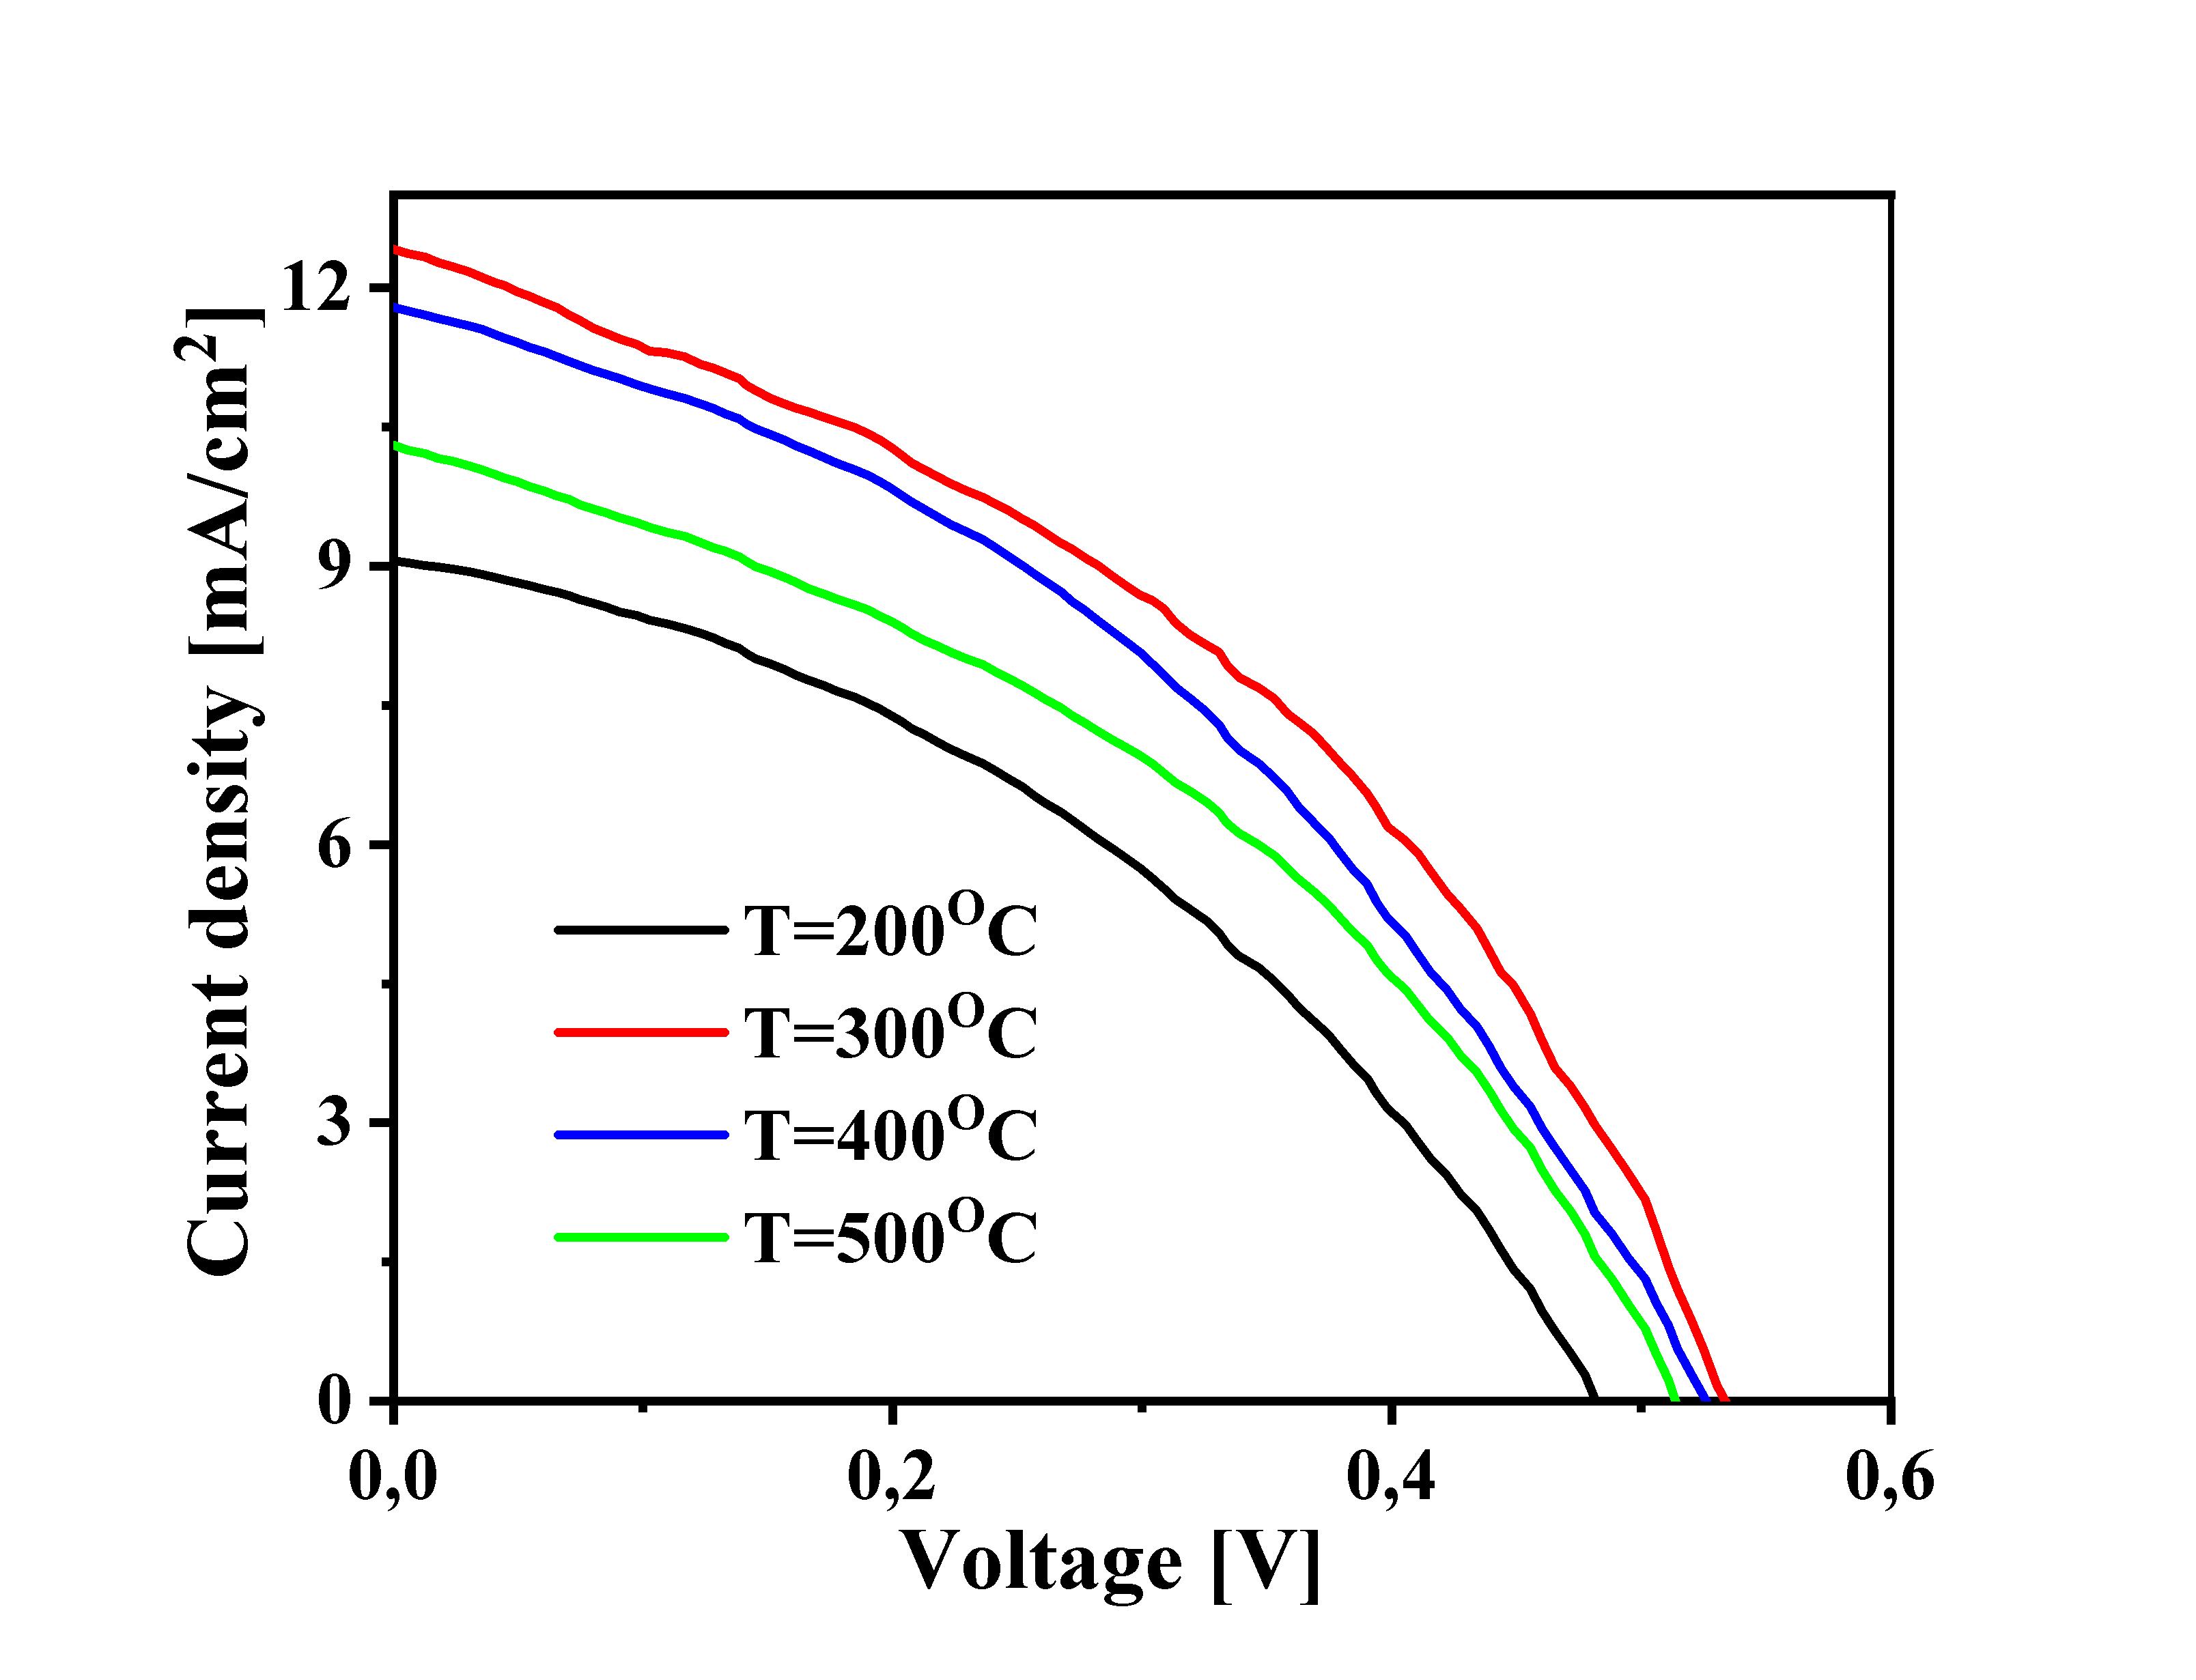 Current density [mA/cm²]
12
9
6
3
0
T=200ᴼC
T=300ᴼC
T=400ᴼC
T=500ᴼC
0,0 0,2 0,4 0,6
Voltage [V]